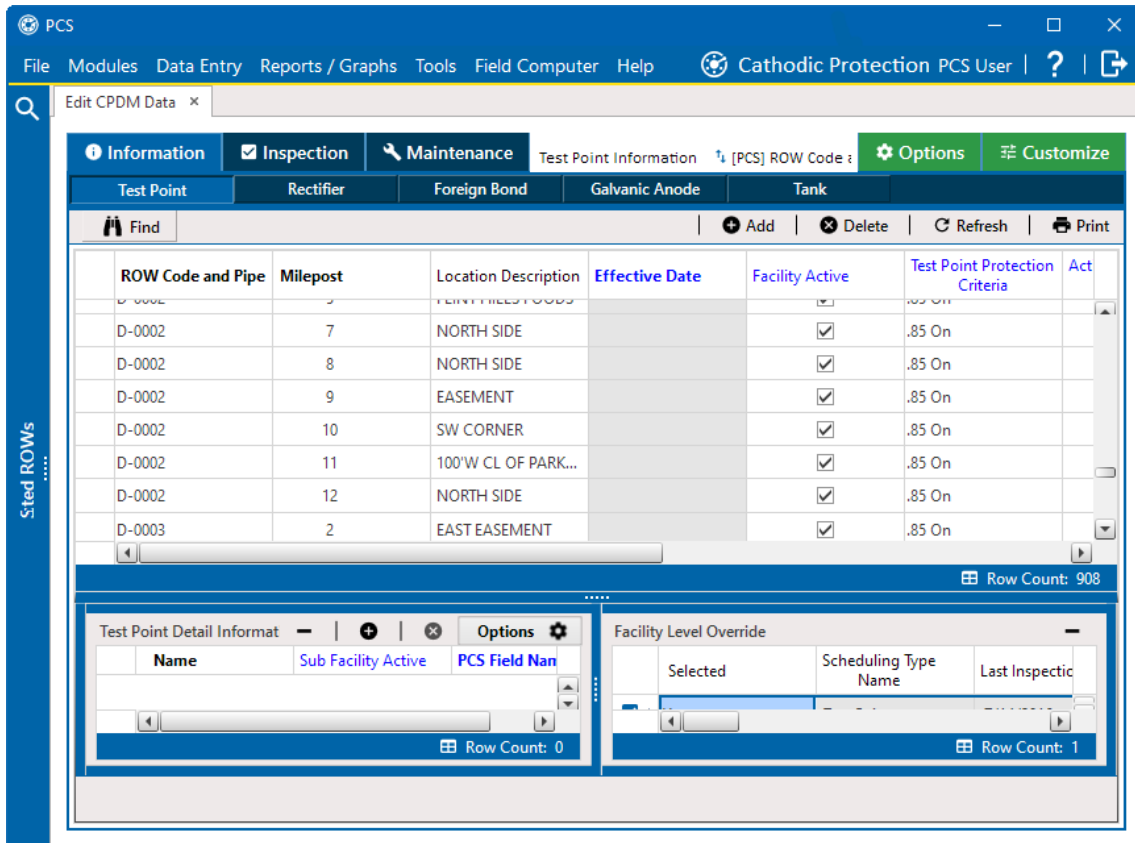 PCS
File Modules Data Entry Reports / Graphs Tools Field Computer Help Cathodic Protection PCS User | ? |
Edit CPDM Data ×
Information Inspection Maintenance Test Point Information [PCS] ROW Code Options Customize
Test Point Rectifier Foreign Bond Galvanic Anode Tank
Find | Add | Delete | Refresh | Print
ROW Code and Pipe Milepost Location Description Effective Date Facility Active Test Point Protection Act
Criteria
D-0002 7 NORTH SIDE .85 On
D-0002 8 NORTH SIDE .85 On
D-0002 9 EASEMENT .85 On
D-0002 10 SW CORNER .85 On
D-0002 11 100'W CL OF PARK... .85 On
D-0002 12 NORTH SIDE .85 On
D-0003 2 EAST EASEMENT .85 On
ROWs
Row Count: 908
Test Point Detail Informat Options
Name Sub Facility Active PCS Field Nan
Row Count: 0
Facility Level Override
Selected Scheduling Type Last Inspectic
Name
Row Count: 1